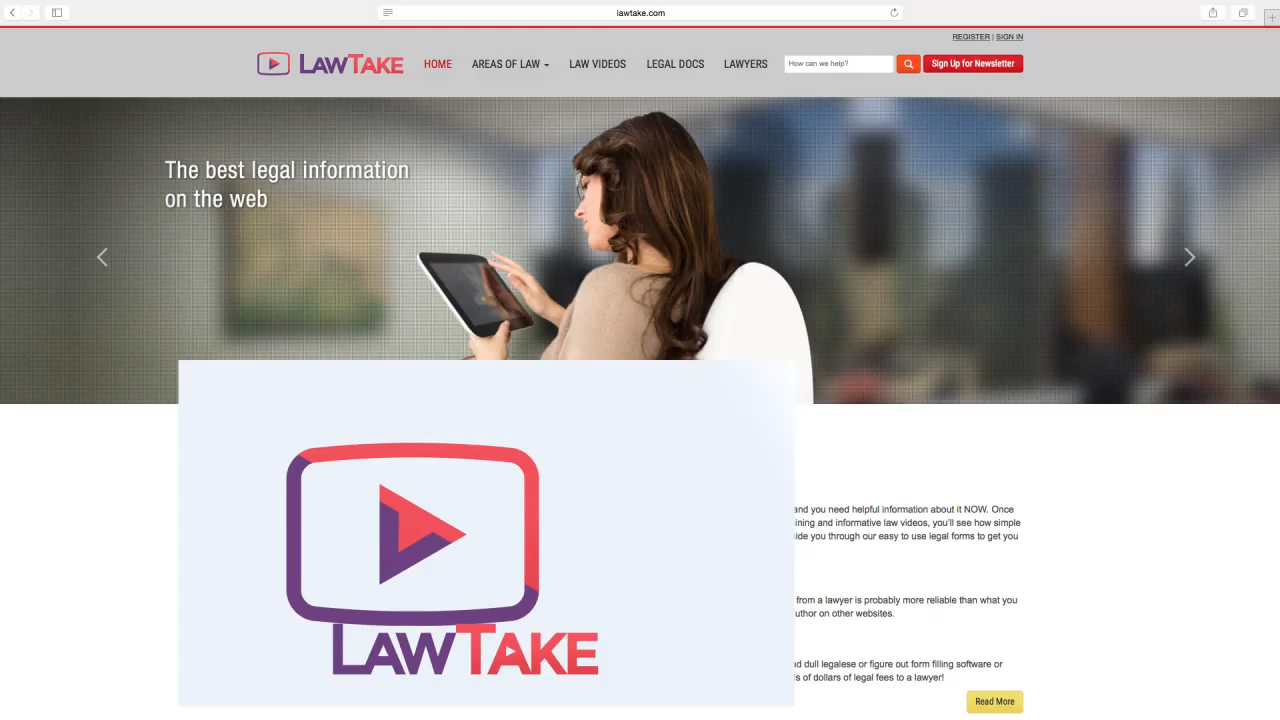 lawtake.com
REGISTER | SIGN IN
LAWTAKE
HOME
AREAS OF LAW
LAW VIDEOS
LEGAL DOCS
LAWYERS
How can we help?
Sign Up for Newsletter
The best legal information
on the web
LAWTAKE
and you need helpful information about it NOW. Once
ining and informative law videos, you'll see how simple
ide you through our easy to use legal forms to get you
from a lawyer is probably more reliable than what you
uthor on other websites.
nd dull legalese or figure out form filling software or
s of dollars of legal fees to a lawyer!
Read More